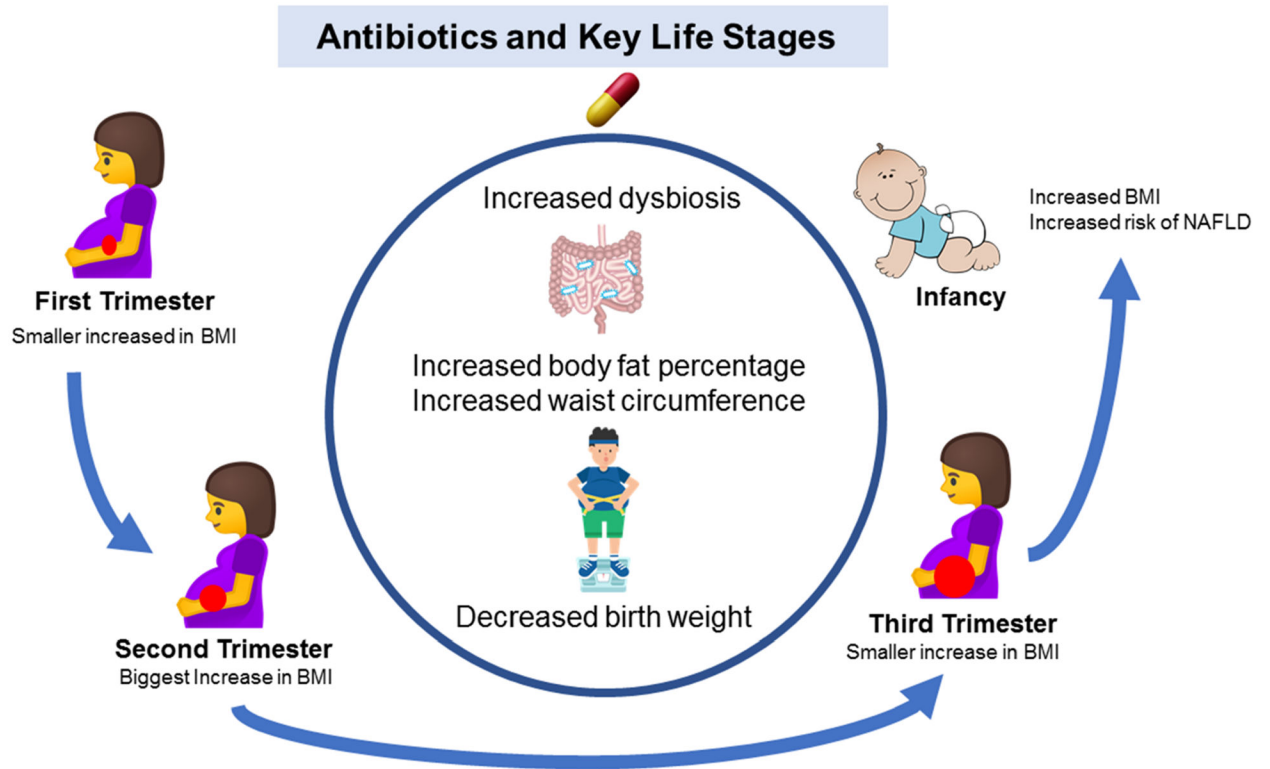 Antibiotics and Key Life Stages
First Trimester
Smaller increased in BMI
Second Trimester
Biggest Increase in BMI
Increased dysbiosis
Increased body fat percentage
Increased waist circumference
Decreased birth weight
Third Trimester
Smaller increase in BMI
Infancy
Increased BMI
Increased risk of NAFLD